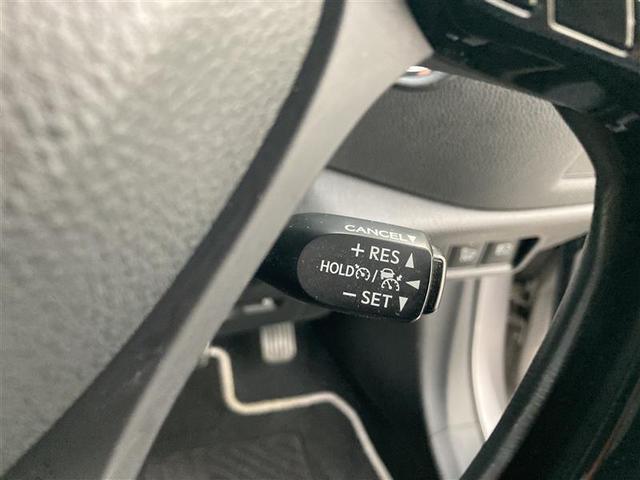 CANCEL
+ RES
HOLD /
- SET